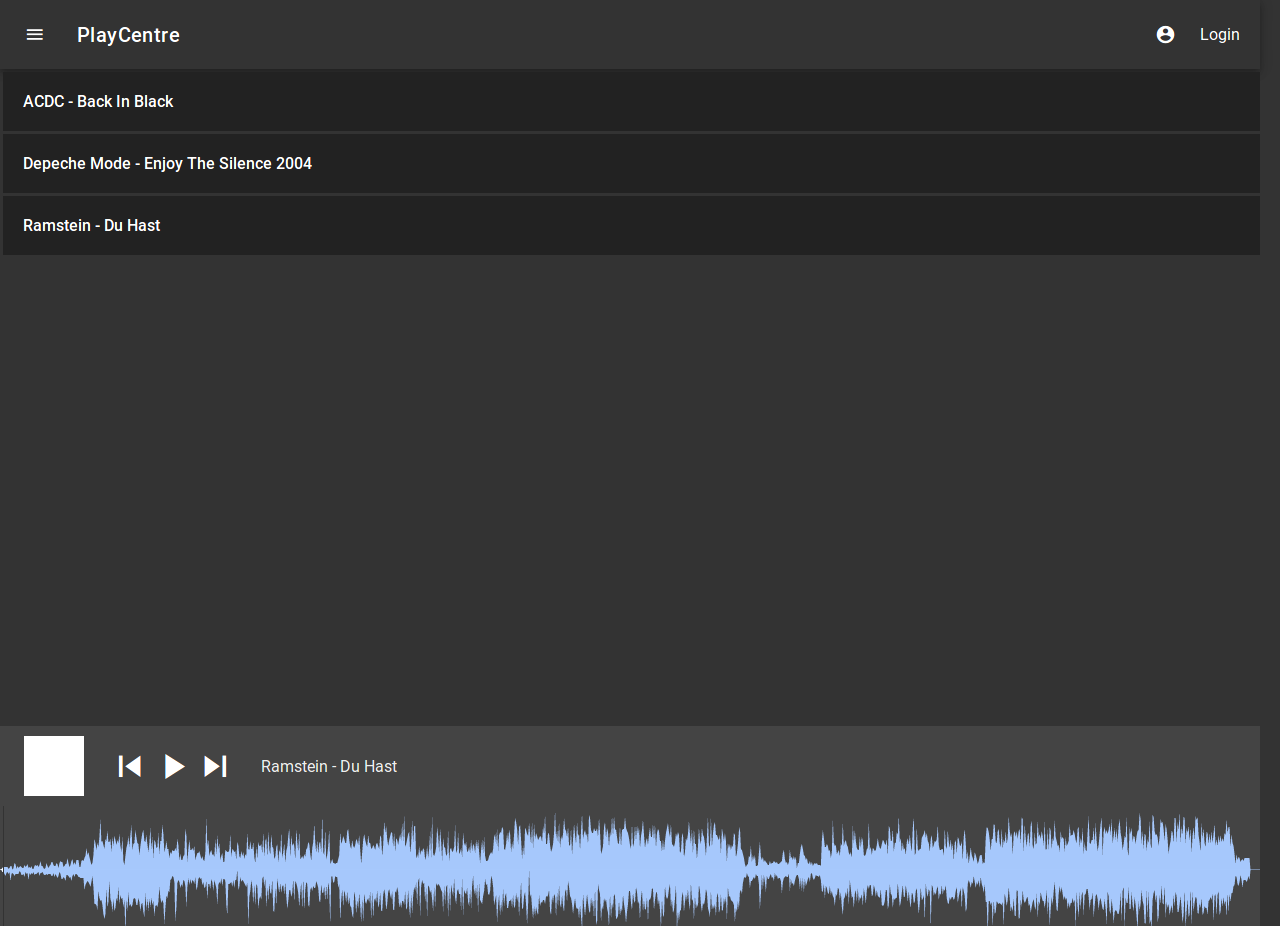 PlayCentre
Login
ACDC - Back In Black
Depeche Mode - Enjoy The Silence 2004
Ramstein - Du Hast
Ramstein - Du Hast